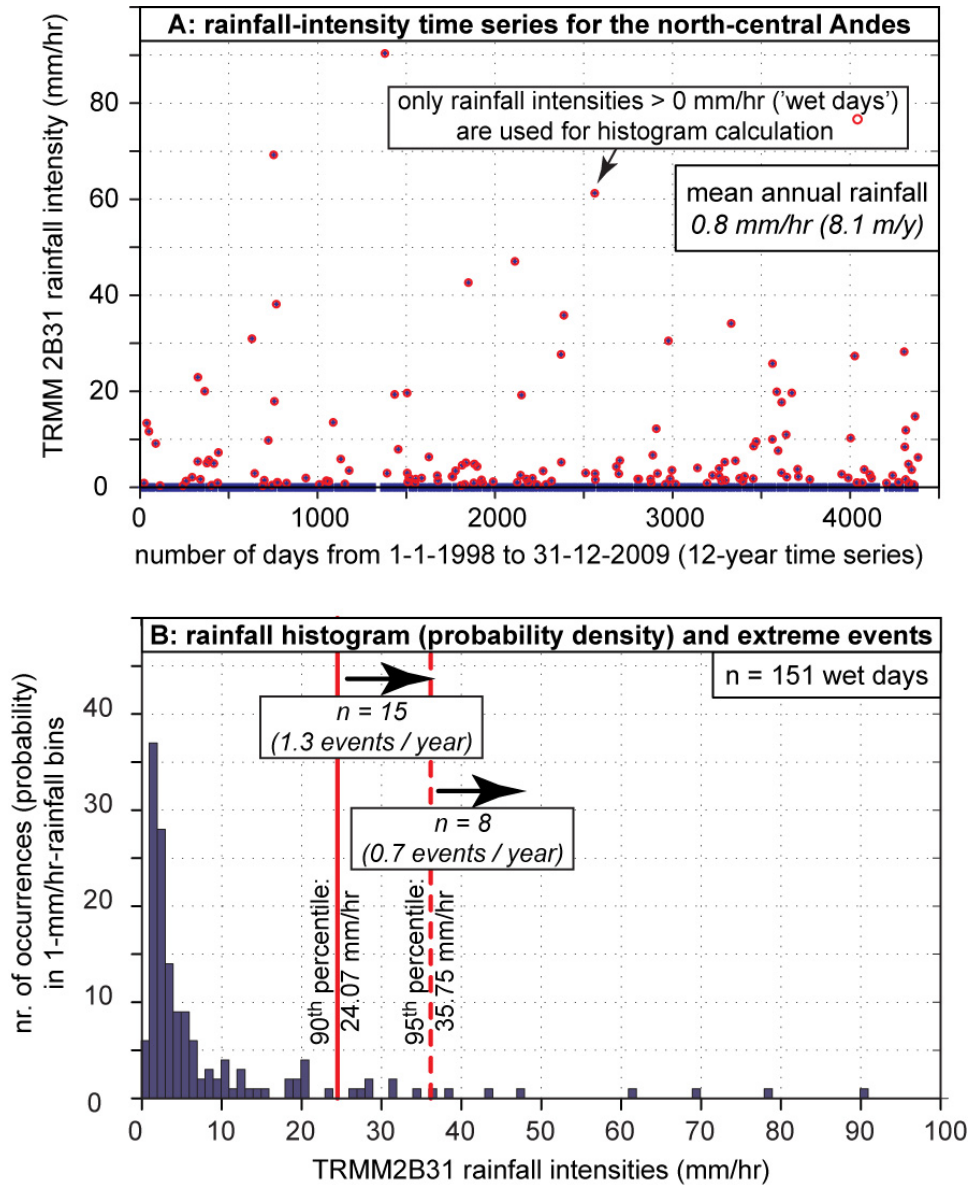 A: rainfall-intensity time series for the north-central Andes
TRMM 2B31 rainfall intensity (mm/hr)
80
60
40
20
0
only rainfall intensities > 0 mm/hr ('wet days')
are used for histogram calculation
mean annual rainfall
0.8 mm/hr (8.1 m/y)
0 1000 2000 3000 4000
number of days from 1-1-1998 to 31-12-2009 (12-year time series)
B: rainfall histogram (probability density) and extreme events
nr. of occurrences (probability)
in 1-mm/hr-rainfall bins
40
30
20
10
0
n = 151 wet days
n = 15
(1.3 events / year)
n = 8
(0.7 events / year)
90th percentile:
24.07 mm/hr
95th percentile:
35.75 mm/hr
0 10 20 30 40 50 60 70 80 90 100
TRMM2B31 rainfall intensities (mm/hr)